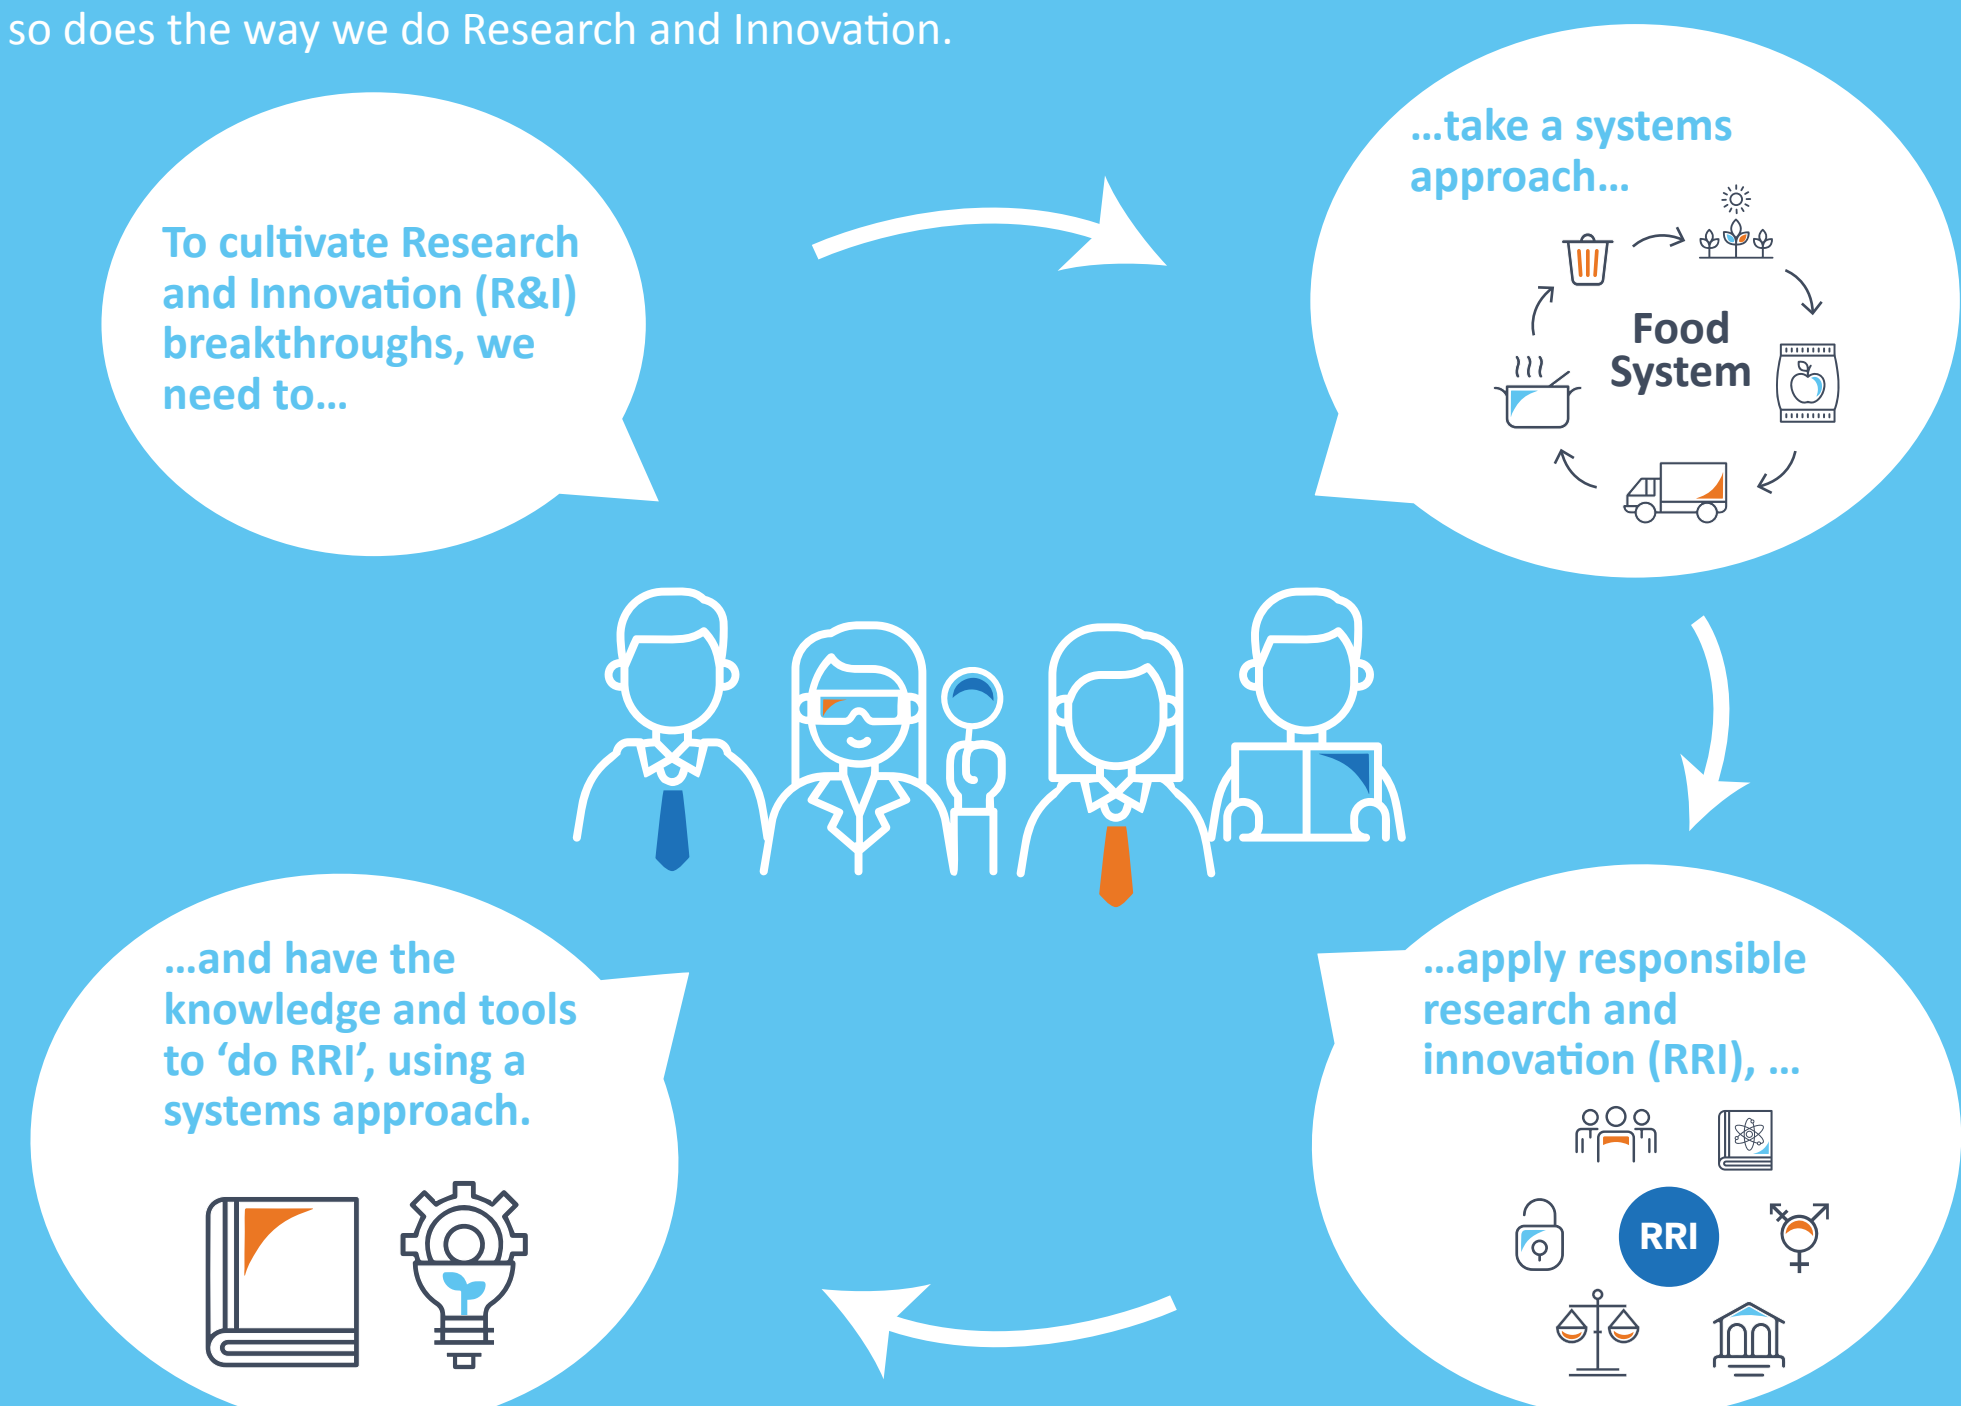 so does the way we do Research and Innovation.
To cultivate Research
and Innovation (R&I)
breakthroughs, we
need to...
...take a systems
approach...
Food
System
...apply responsible
research and
innovation (RRI), ...
RRI
...and have the
knowledge and tools
to ‘do RRI’, using a
systems approach.